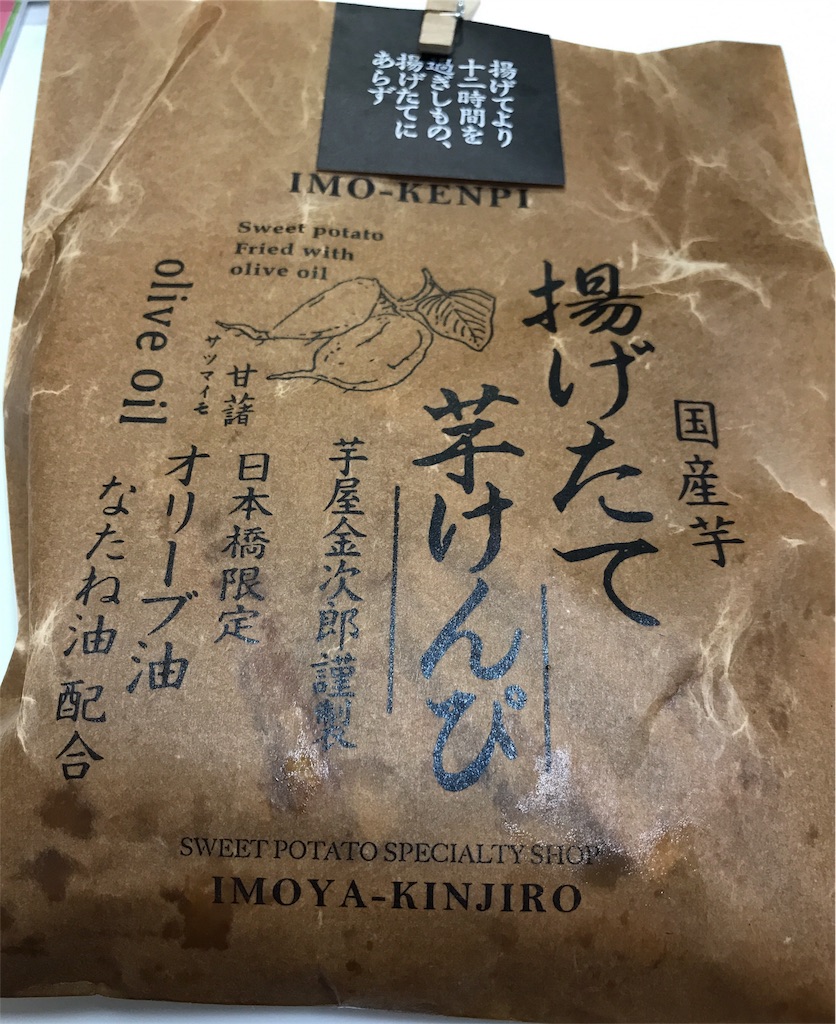 揚げてより
十二時間を
過ぎしもの、
揚げたてに
あらず
IMO-KENPI
Sweet potato
Fried with
olive oil
国産芋
揚げたて
芋けんぴ
芋屋金次郎謹製
甘藷
サツマイモ
日本橋限定
olive oil
オリーブ油
なたね油 配合
SWEET POTATO SPECIALTY SHOP
IMOYA-KINJIRO